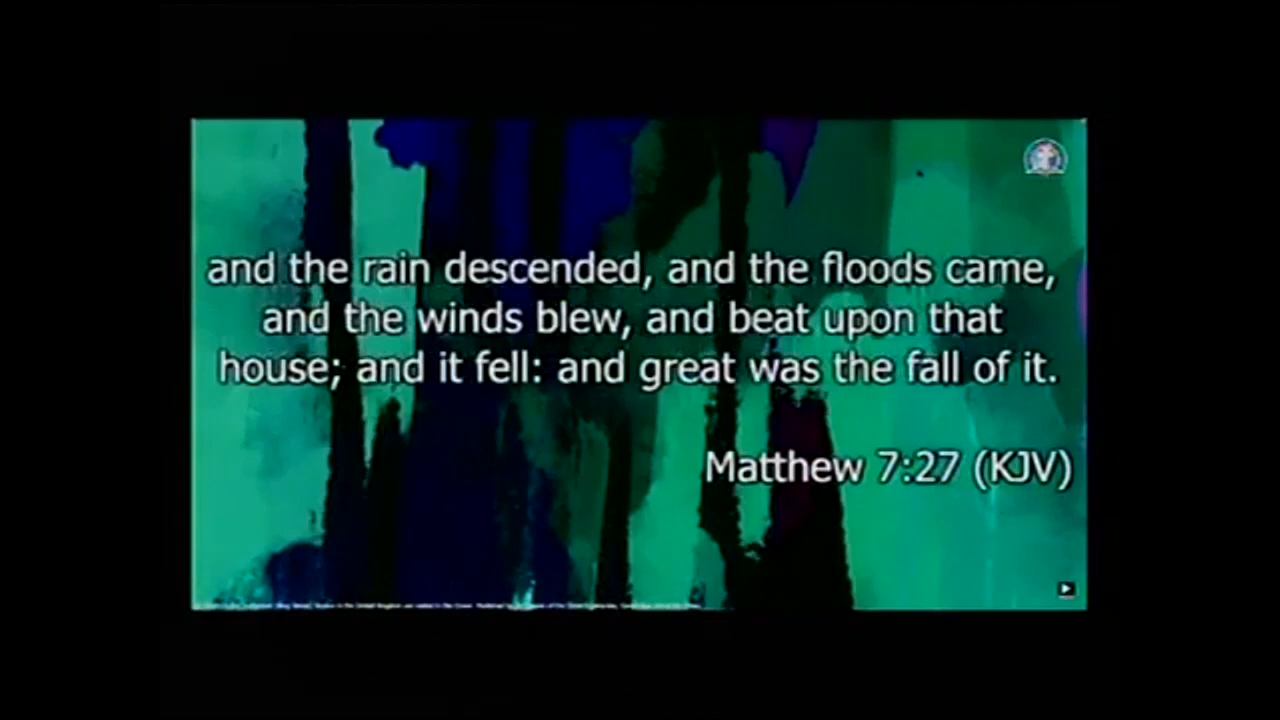 and the rain descended, and the floods came,
and the winds blew, and beat upon that
house; and it fell: and great was the fall of it.
Matthew 7:27 (KJV)